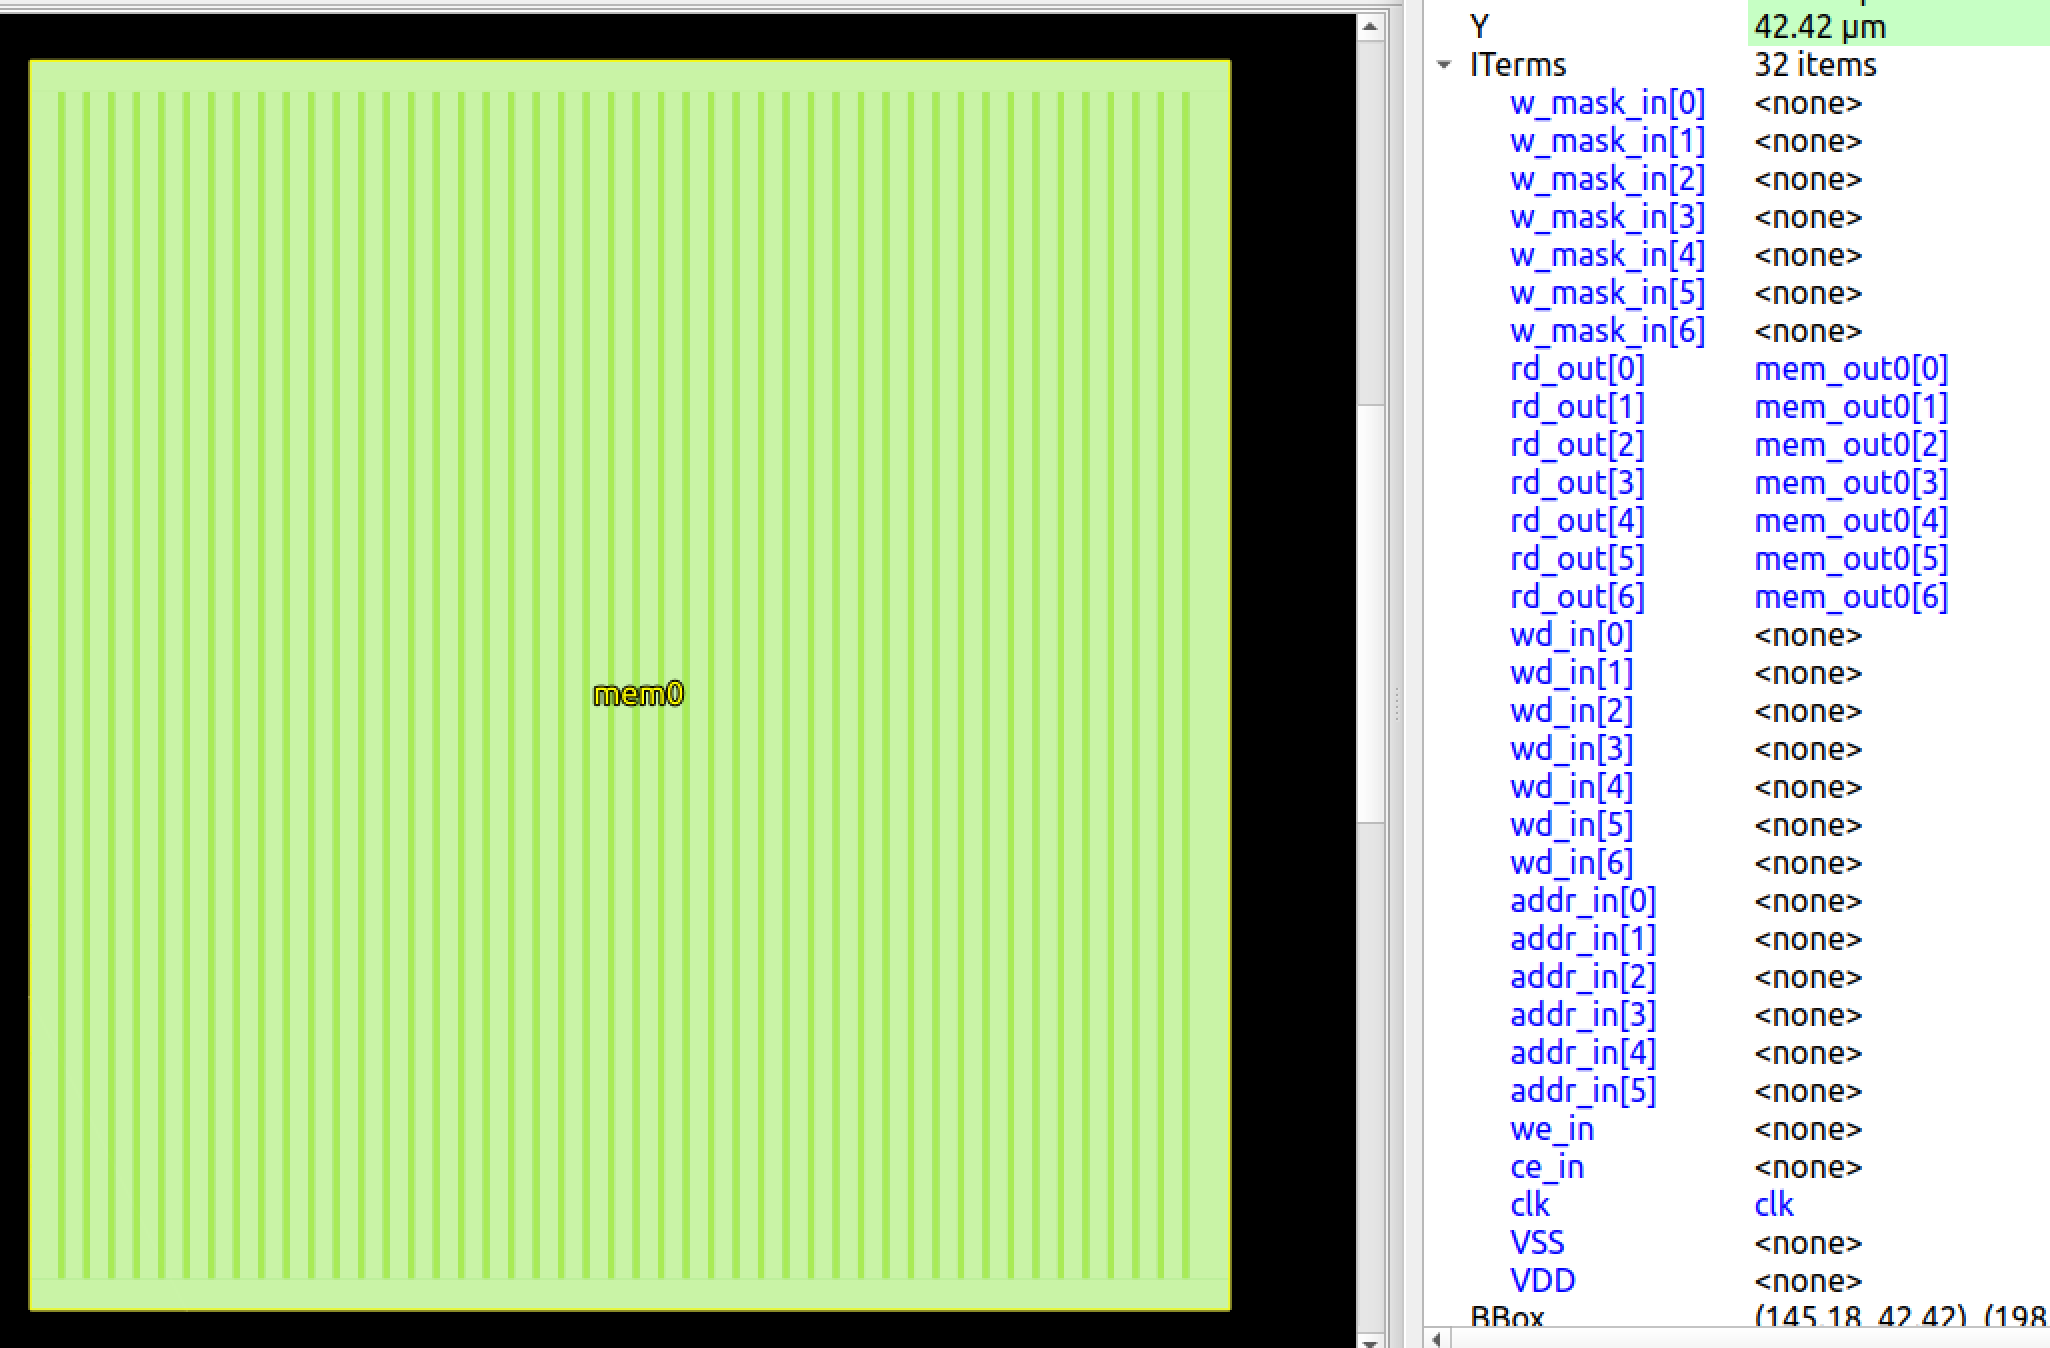 mem0
Y 42.42 µm
ITerms 32 items
w_mask_in[0] <none>
w_mask_in[1] <none>
w_mask_in[2] <none>
w_mask_in[3] <none>
w_mask_in[4] <none>
w_mask_in[5] <none>
w_mask_in[6] <none>
rd_out[0] mem_out0[0]
rd_out[1] mem_out0[1]
rd_out[2] mem_out0[2]
rd_out[3] mem_out0[3]
rd_out[4] mem_out0[4]
rd_out[5] mem_out0[5]
rd_out[6] mem_out0[6]
wd_in[0] <none>
wd_in[1] <none>
wd_in[2] <none>
wd_in[3] <none>
wd_in[4] <none>
wd_in[5] <none>
wd_in[6] <none>
addr_in[0] <none>
addr_in[1] <none>
addr_in[2] <none>
addr_in[3] <none>
addr_in[4] <none>
addr_in[5] <none>
we_in <none>
ce_in <none>
clk clk
VSS <none>
VDD <none>
BBox (145.18, 42.42), (198